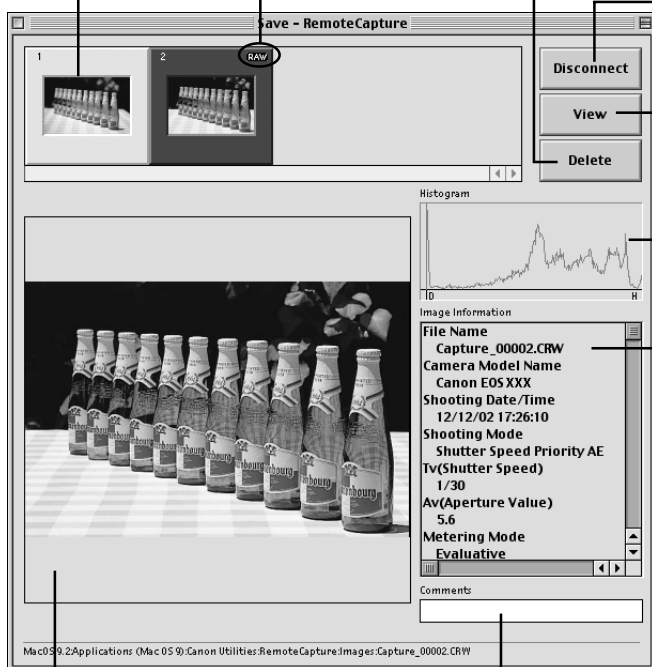 Save - RemoteCapture
1
2
RAW
Disconnect
View
Delete
Histogram
D
H
Image Information
File Name
Capture_00002.CRW
Camera Model Name
Canon EOS XXX
Shooting Date/Time
12/12/02 17:26:10
Shooting Mode
Shutter Speed Priority AE
Tv(Shutter Speed)
1/30
Av(Aperture Value)
5.6
Metering Mode
Evaluative
Comments
MacOS9.2:Applications (Mac OS 9):Canon Utilities:RemoteCapture:Images:Capture_00002.CRW